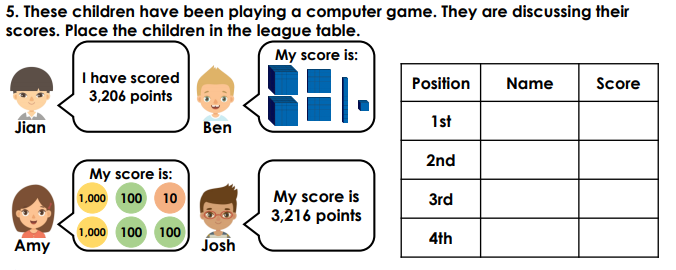 5. These children have been playing a computer game. They are discussing their
scores. Place the children in the league table.
I have scored
3,206 points
Jian
My score is:
Ben
My score is:
1,000 100 10
1,000 100 100
Amy
My score is
3,216 points
Josh
Position Name Score
1st
2nd
3rd
4th